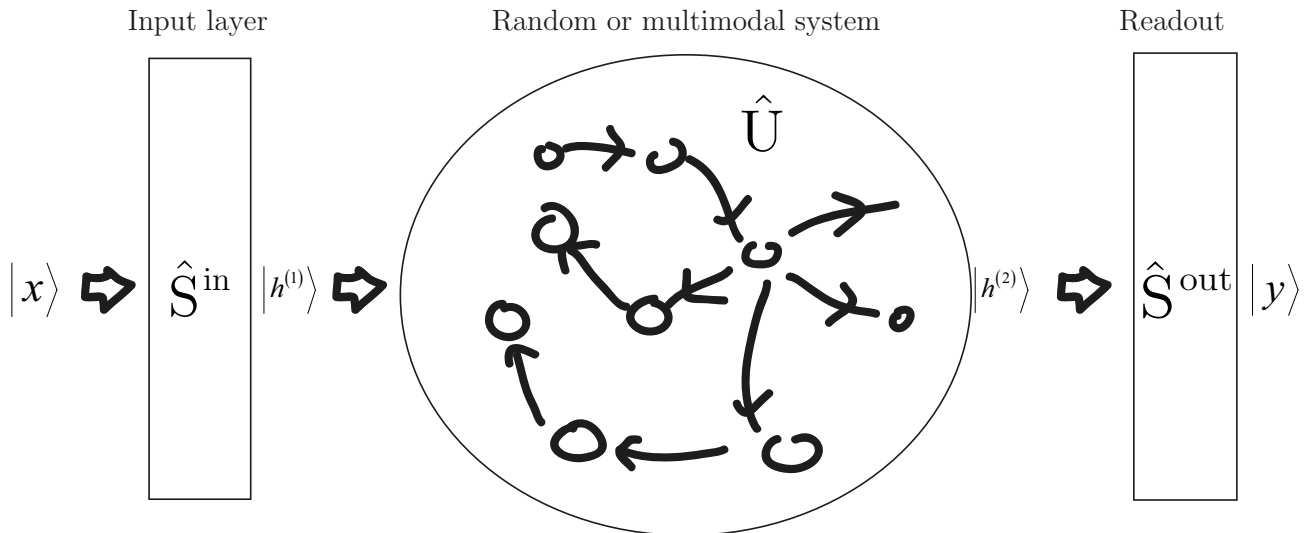 Input layer
Random or multimodal system
Readout
Û
|x⟩
Ŝ^in
|h^(1)⟩
|h^(2)⟩
Ŝ^out
|y⟩